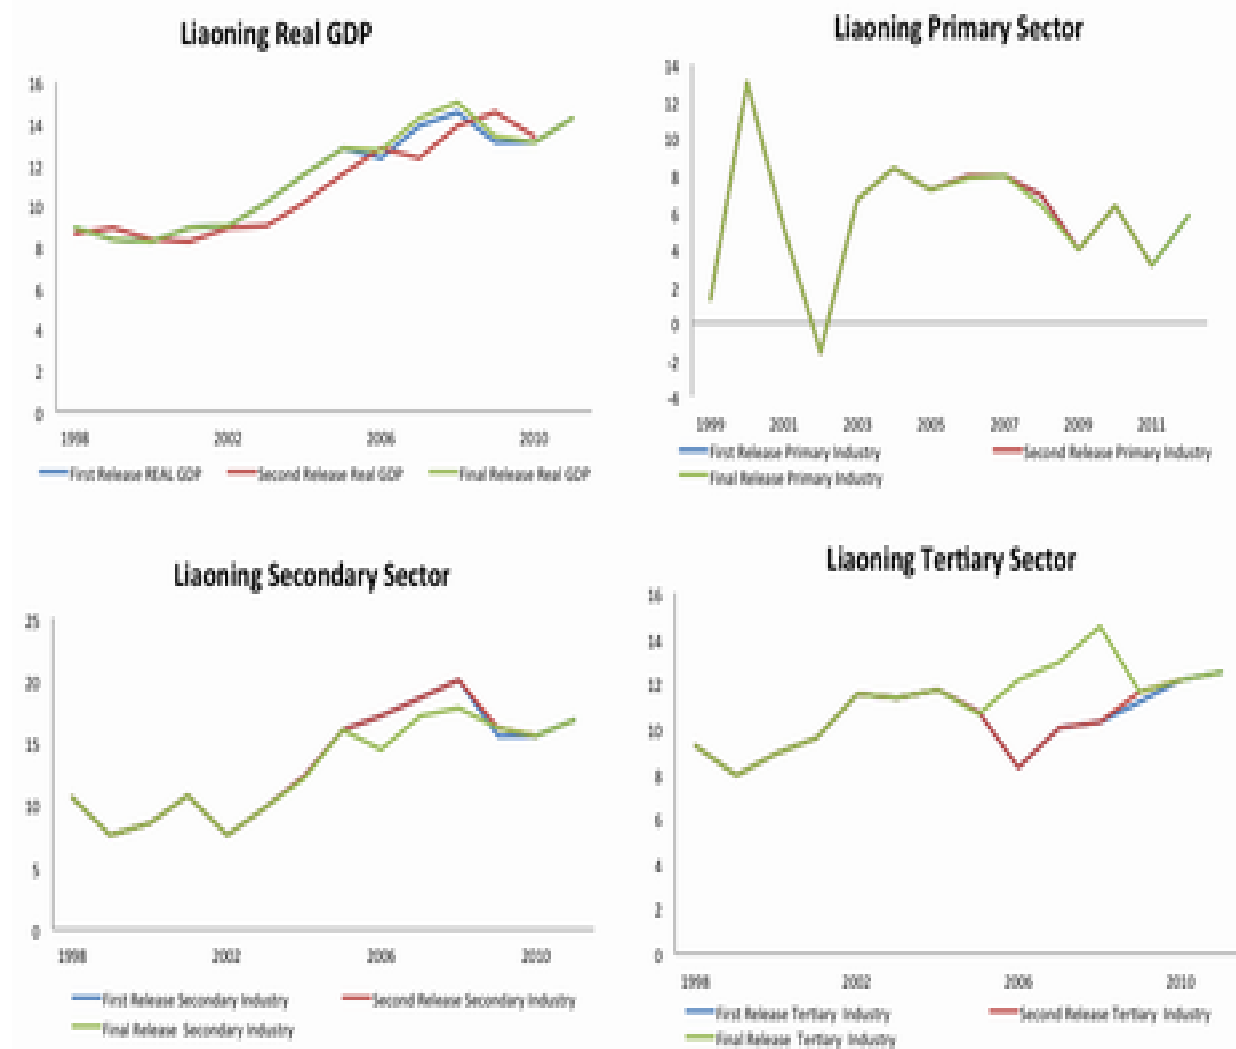 Liaoning Real GDP
16
14
12
10
8
6
4
2
0
1998 2002 2006 2010
First Release REAL GDP Second Release Real GDP Final Release Real GDP
Liaoning Primary Sector
14
12
10
8
6
4
2
0
-2
-4
1999 2001 2003 2005 2007 2009 2011
First Release Primary Industry Second Release Primary Industry
Final Release Primary Industry
Liaoning Secondary Sector
25
20
15
10
5
0
1998 2002 2006 2010
First Release Secondary Industry Second Release Secondary Industry
Final Release Secondary Industry
Liaoning Tertiary Sector
16
14
12
10
8
6
4
2
0
1998 2002 2006 2010
First Release Tertiary Industry Second Release Tertiary Industry
Final Release Tertiary Industry